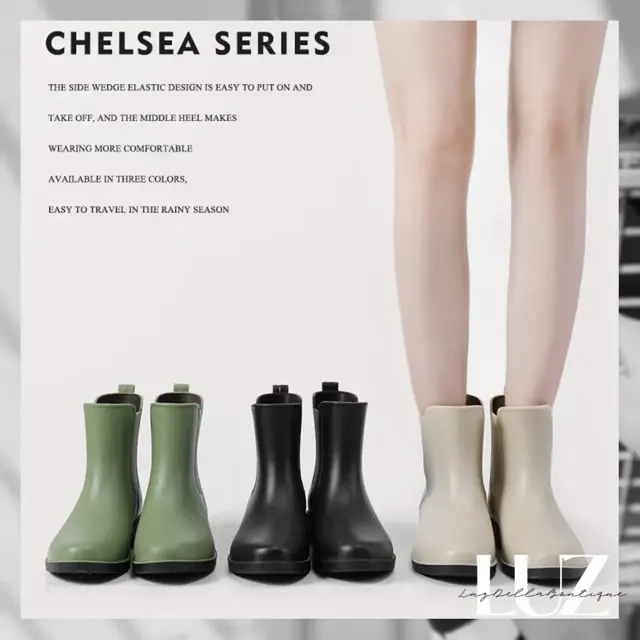 CHELSEA SERIES
THE SIDE WEDGE ELASTIC DESIGN IS EASY TO PUT ON AND
TAKE OFF, AND THE MIDDLE HEEL MAKES
WEARING MORE COMFORTABLE
AVAILABLE IN THREE COLORS,
EASY TO TRAVEL IN THE RAINY SEASON
LUZ
LuzBellaBoutique